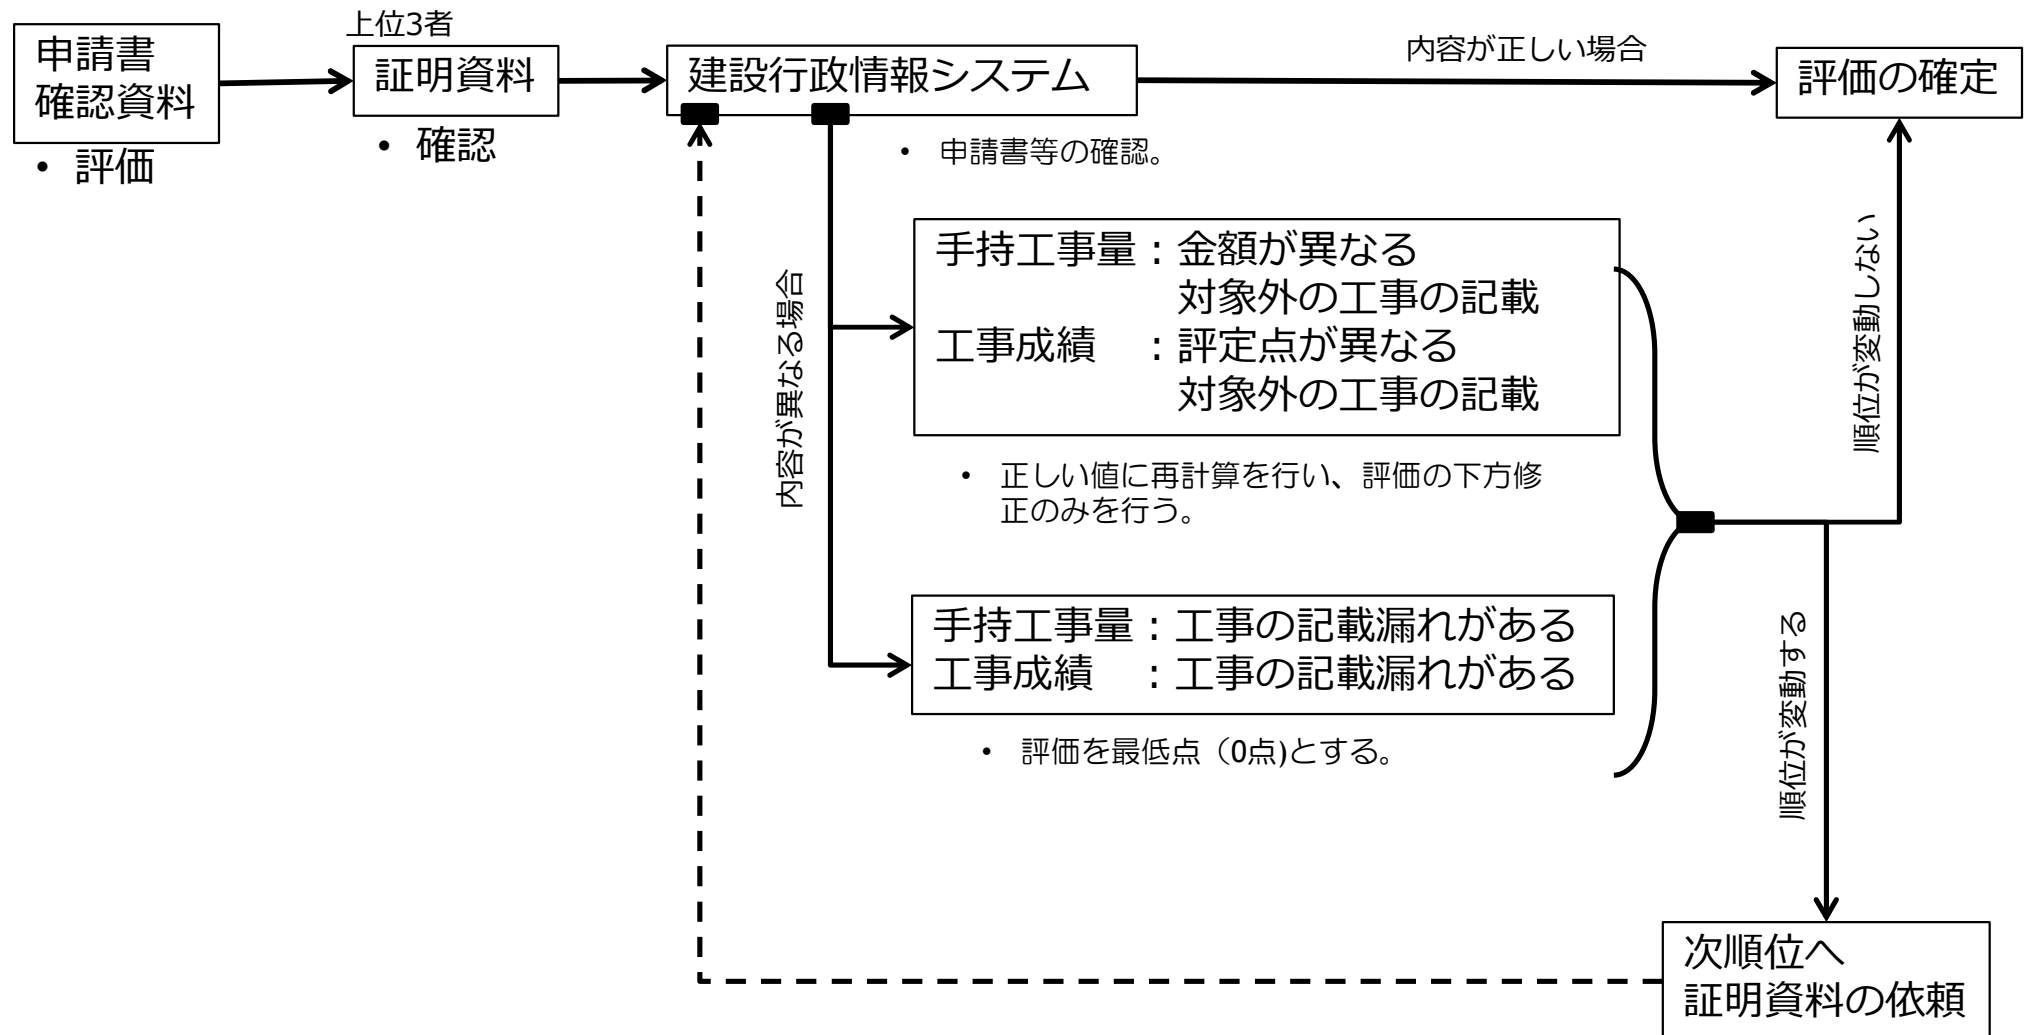 申請書
確認資料
• 評価
上位3者
証明資料
• 確認
建設行政情報システム
• 申請書等の確認。
内容が正しい場合
評価の確定
内容が異なる場合
手持工事量：金額が異なる
対象外の工事の記載
工事成績　：評定点が異なる
対象外の工事の記載
• 正しい値に再計算を行い、評価の下方修
正のみを行う。
手持工事量：工事の記載漏れがある
工事成績　：工事の記載漏れがある
• 評価を最低点（0点)とする。
順位が変動しない
順位が変動する
次順位へ
証明資料の依頼